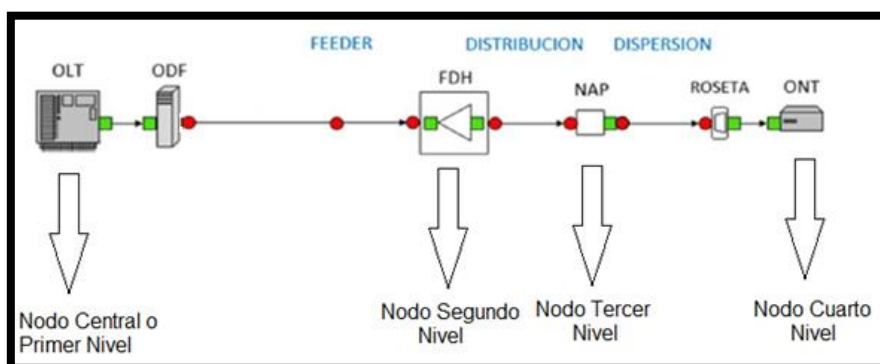 FEEDER DISTRIBUCION DISPERSION
OLT ODF FDH NAP ROSETA ONT
Nodo Central o
Primer Nivel
Nodo Segundo
Nivel
Nodo Tercer
Nivel
Nodo Cuarto
Nivel